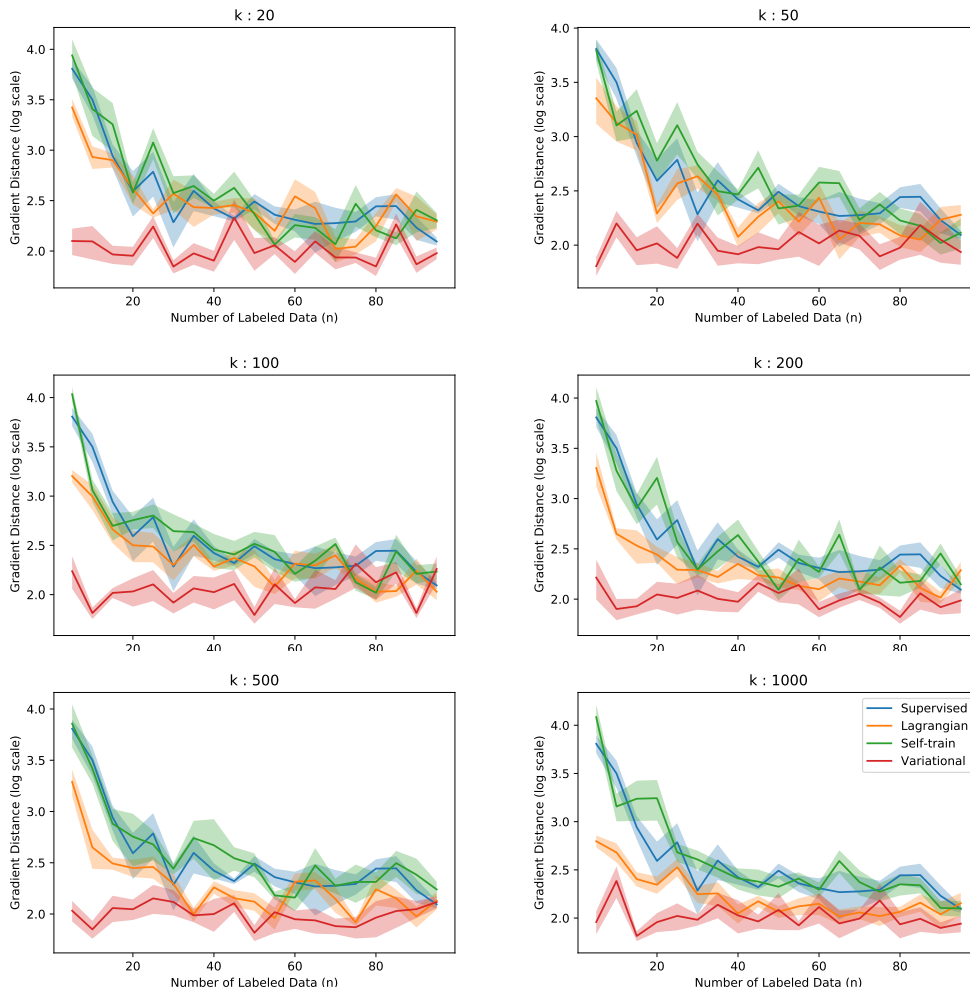 k : 20
k : 50
Gradient Distance (log scale)
4.0
3.5
3.0
2.5
2.0
20 40 60 80
Number of Labeled Data (n)
Gradient Distance (log scale)
4.0
3.5
3.0
2.5
2.0
20 40 60 80
Number of Labeled Data (n)
k : 100
k : 200
Gradient Distance (log scale)
4.0
3.5
3.0
2.5
2.0
20 40 60 80
Gradient Distance (log scale)
4.0
3.5
3.0
2.5
2.0
20 40 60 80
k : 500
k : 1000
Gradient Distance (log scale)
4.0
3.5
3.0
2.5
2.0
20 40 60 80
Number of Labeled Data (n)
Gradient Distance (log scale)
4.0
3.5
3.0
2.5
2.0
20 40 60 80
Number of Labeled Data (n)
Supervised
Lagrangian
Self-train
Variational